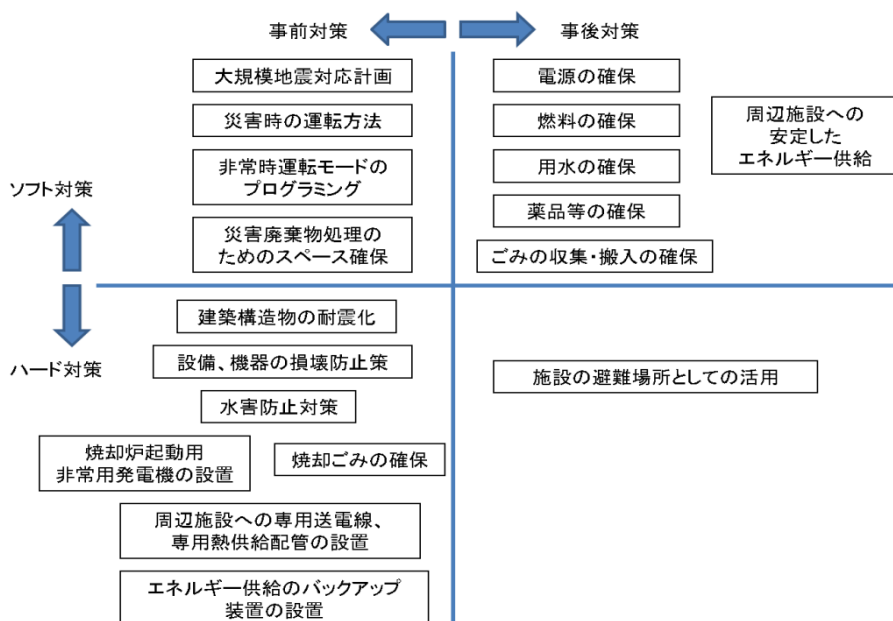 事前対策
事後対策
大規模地震対応計画
災害時の運転方法
非常時運転モードの
プログラミング
災害廃棄物処理の
ためのスペース確保
電源の確保
燃料の確保
用水の確保
薬品等の確保
ごみの収集・搬入の確保
周辺施設への
安定した
エネルギー供給
ソフト対策
ハード対策
建築構造物の耐震化
設備、機器の損壊防止策
水害防止対策
焼却炉起動用
非常用発電機の設置
焼却ごみの確保
周辺施設への専用送電線、
専用熱供給配管の設置
エネルギー供給のバックアップ
装置の設置
施設の避難場所としての活用